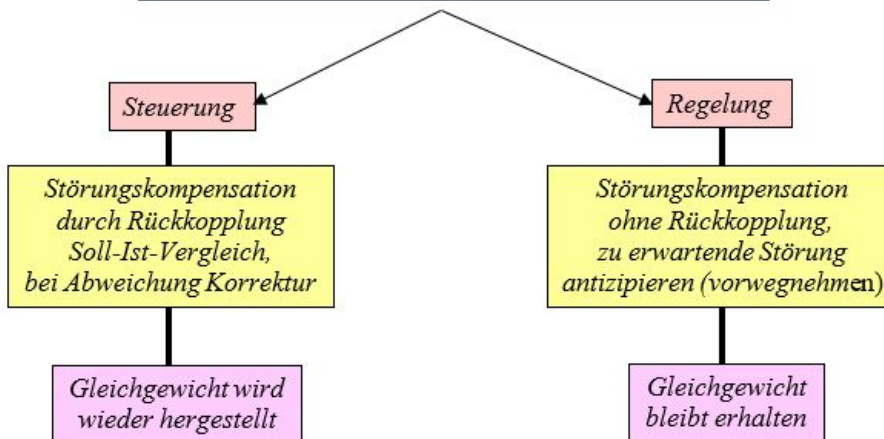 Steuerung
Regelung
Störungskompensation
durch Rückkopplung
Soll-Ist-Vergleich,
bei Abweichung Korrektur
Störungskompensation
ohne Rückkopplung,
zu erwartende Störung
antizipieren (vorwegnehmen)
Gleichgewicht wird
wieder hergestellt
Gleichgewicht
bleibt erhalten